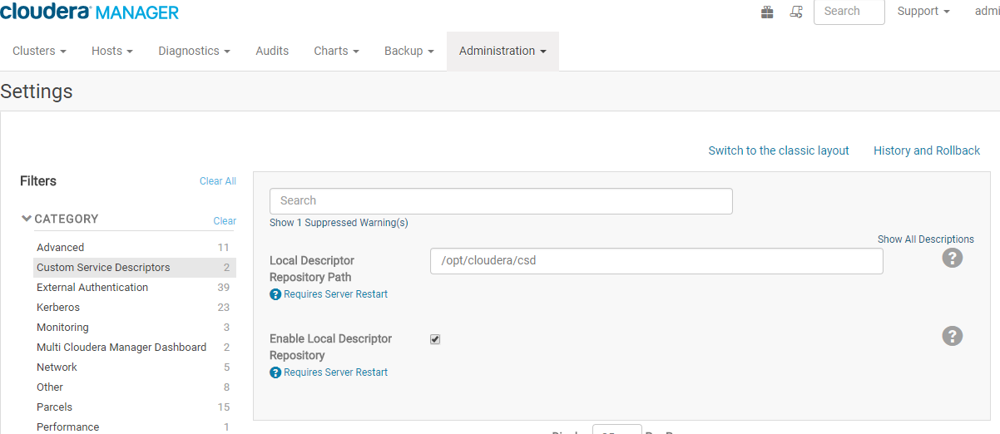 cloudera MANAGER
Search Support admi
Clusters Hosts Diagnostics Audits Charts Backup Administration
Settings
Switch to the classic layout History and Rollback
Filters Clear All
Search
CATEGORY Clear
Show 1 Suppressed Warning(s)
Show All Descriptions
Advanced 11
Custom Service Descriptors 2
External Authentication 39
Kerberos 23
Monitoring 3
Multi Cloudera Manager Dashboard 2
Network 5
Other 8
Parcels 15
Performance 1
Local Descriptor
Repository Path
/opt/cloudera/csd
?
? Requires Server Restart
Enable Local Descriptor
Repository
?
? Requires Server Restart